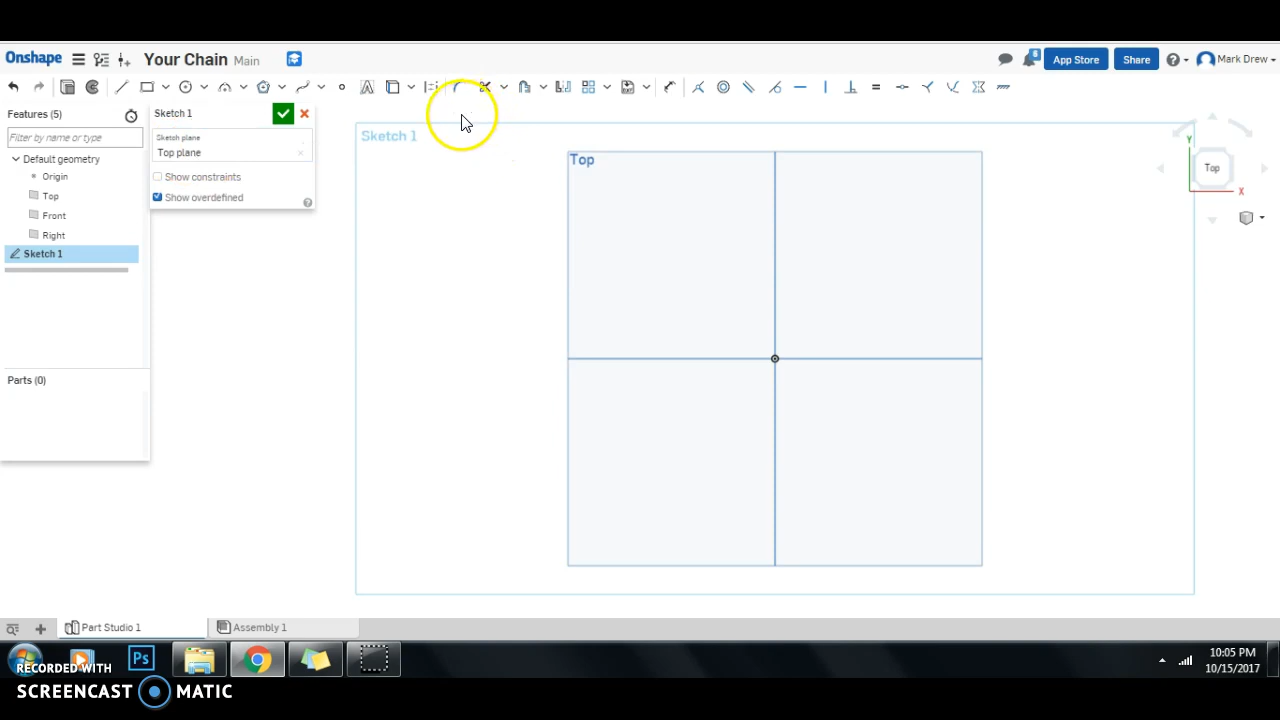 Onshape
Your Chain Main
8
App Store
Share
Mark Drew
Features (5)
Filter by name or type
Default geometry
Origin
Top
Front
Right
Sketch 1
Parts (0)
Sketch 1
Sketch plane
Top plane
Show constraints
Show overdefined
Sketch 1
Top
Y
Top
X
Part Studio 1
Assembly 1
Ps
RECORDED WITH
SCREENCAST MATIC
10:05 PM
10/15/2017